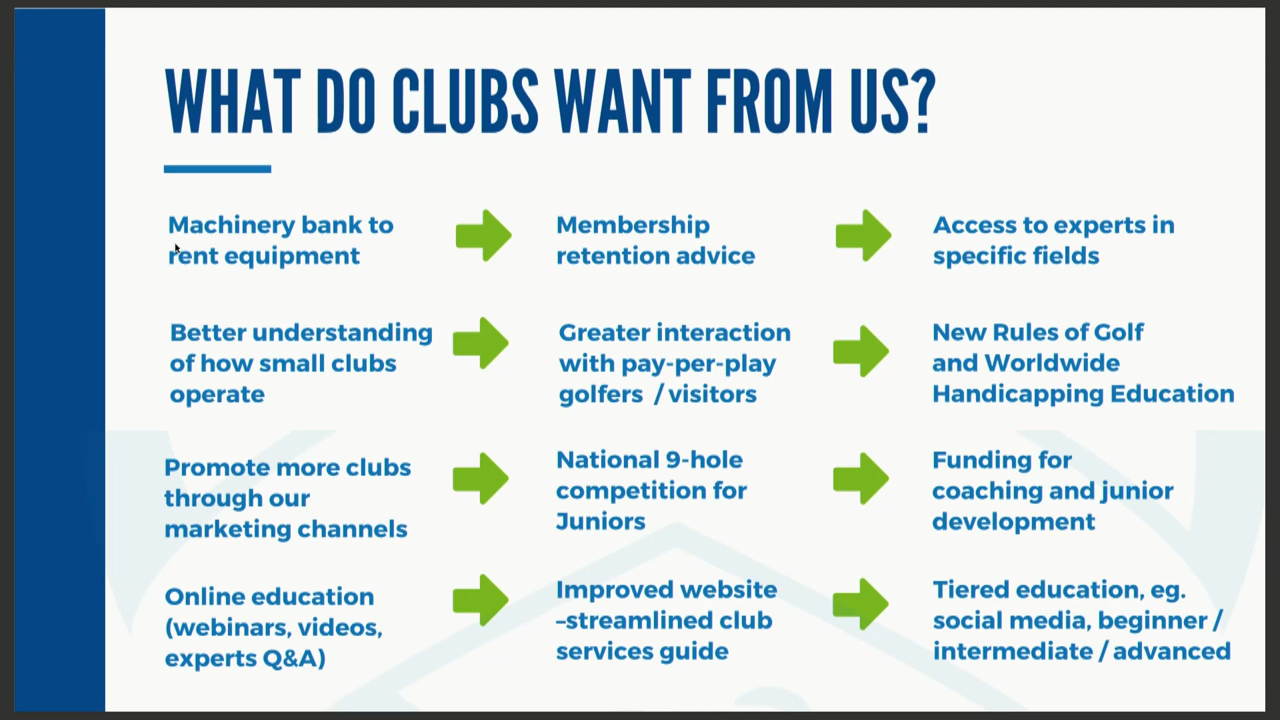 WHAT DO CLUBS WANT FROM US?
Machinery bank to
rent equipment
Membership
retention advice
Access to experts in
specific fields
Better understanding
of how small clubs
operate
Greater interaction
with pay-per-play
golfers / visitors
New Rules of Golf
and Worldwide
Handicapping Education
Promote more clubs
through our
marketing channels
National 9-hole
competition for
Juniors
Funding for
coaching and junior
development
Online education
(webinars, videos,
experts Q&A)
Improved website
–streamlined club
services guide
Tiered education, eg.
social media, beginner /
intermediate / advanced